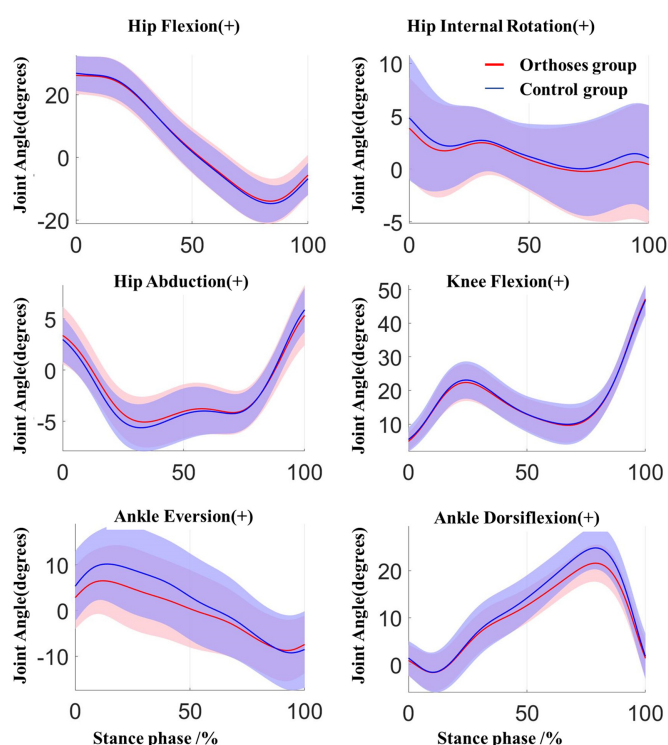 Hip Flexion(+)
Joint Angle(degrees)
20
0
-20
0
50
100
Hip Internal Rotation(+)
Joint Angle(degrees)
10
5
0
-5
0
50
100
Orthoses group
Control group
Hip Abduction(+)
Joint Angle(degrees)
5
0
-5
0
50
100
Knee Flexion(+)
Joint Angle(degrees)
50
40
30
20
10
0
50
100
Ankle Eversion(+)
Joint Angle(degrees)
10
0
-10
0
50
100
Stance phase /%
Ankle Dorsiflexion(+)
Joint Angle(degrees)
20
10
0
0
50
100
Stance phase /%